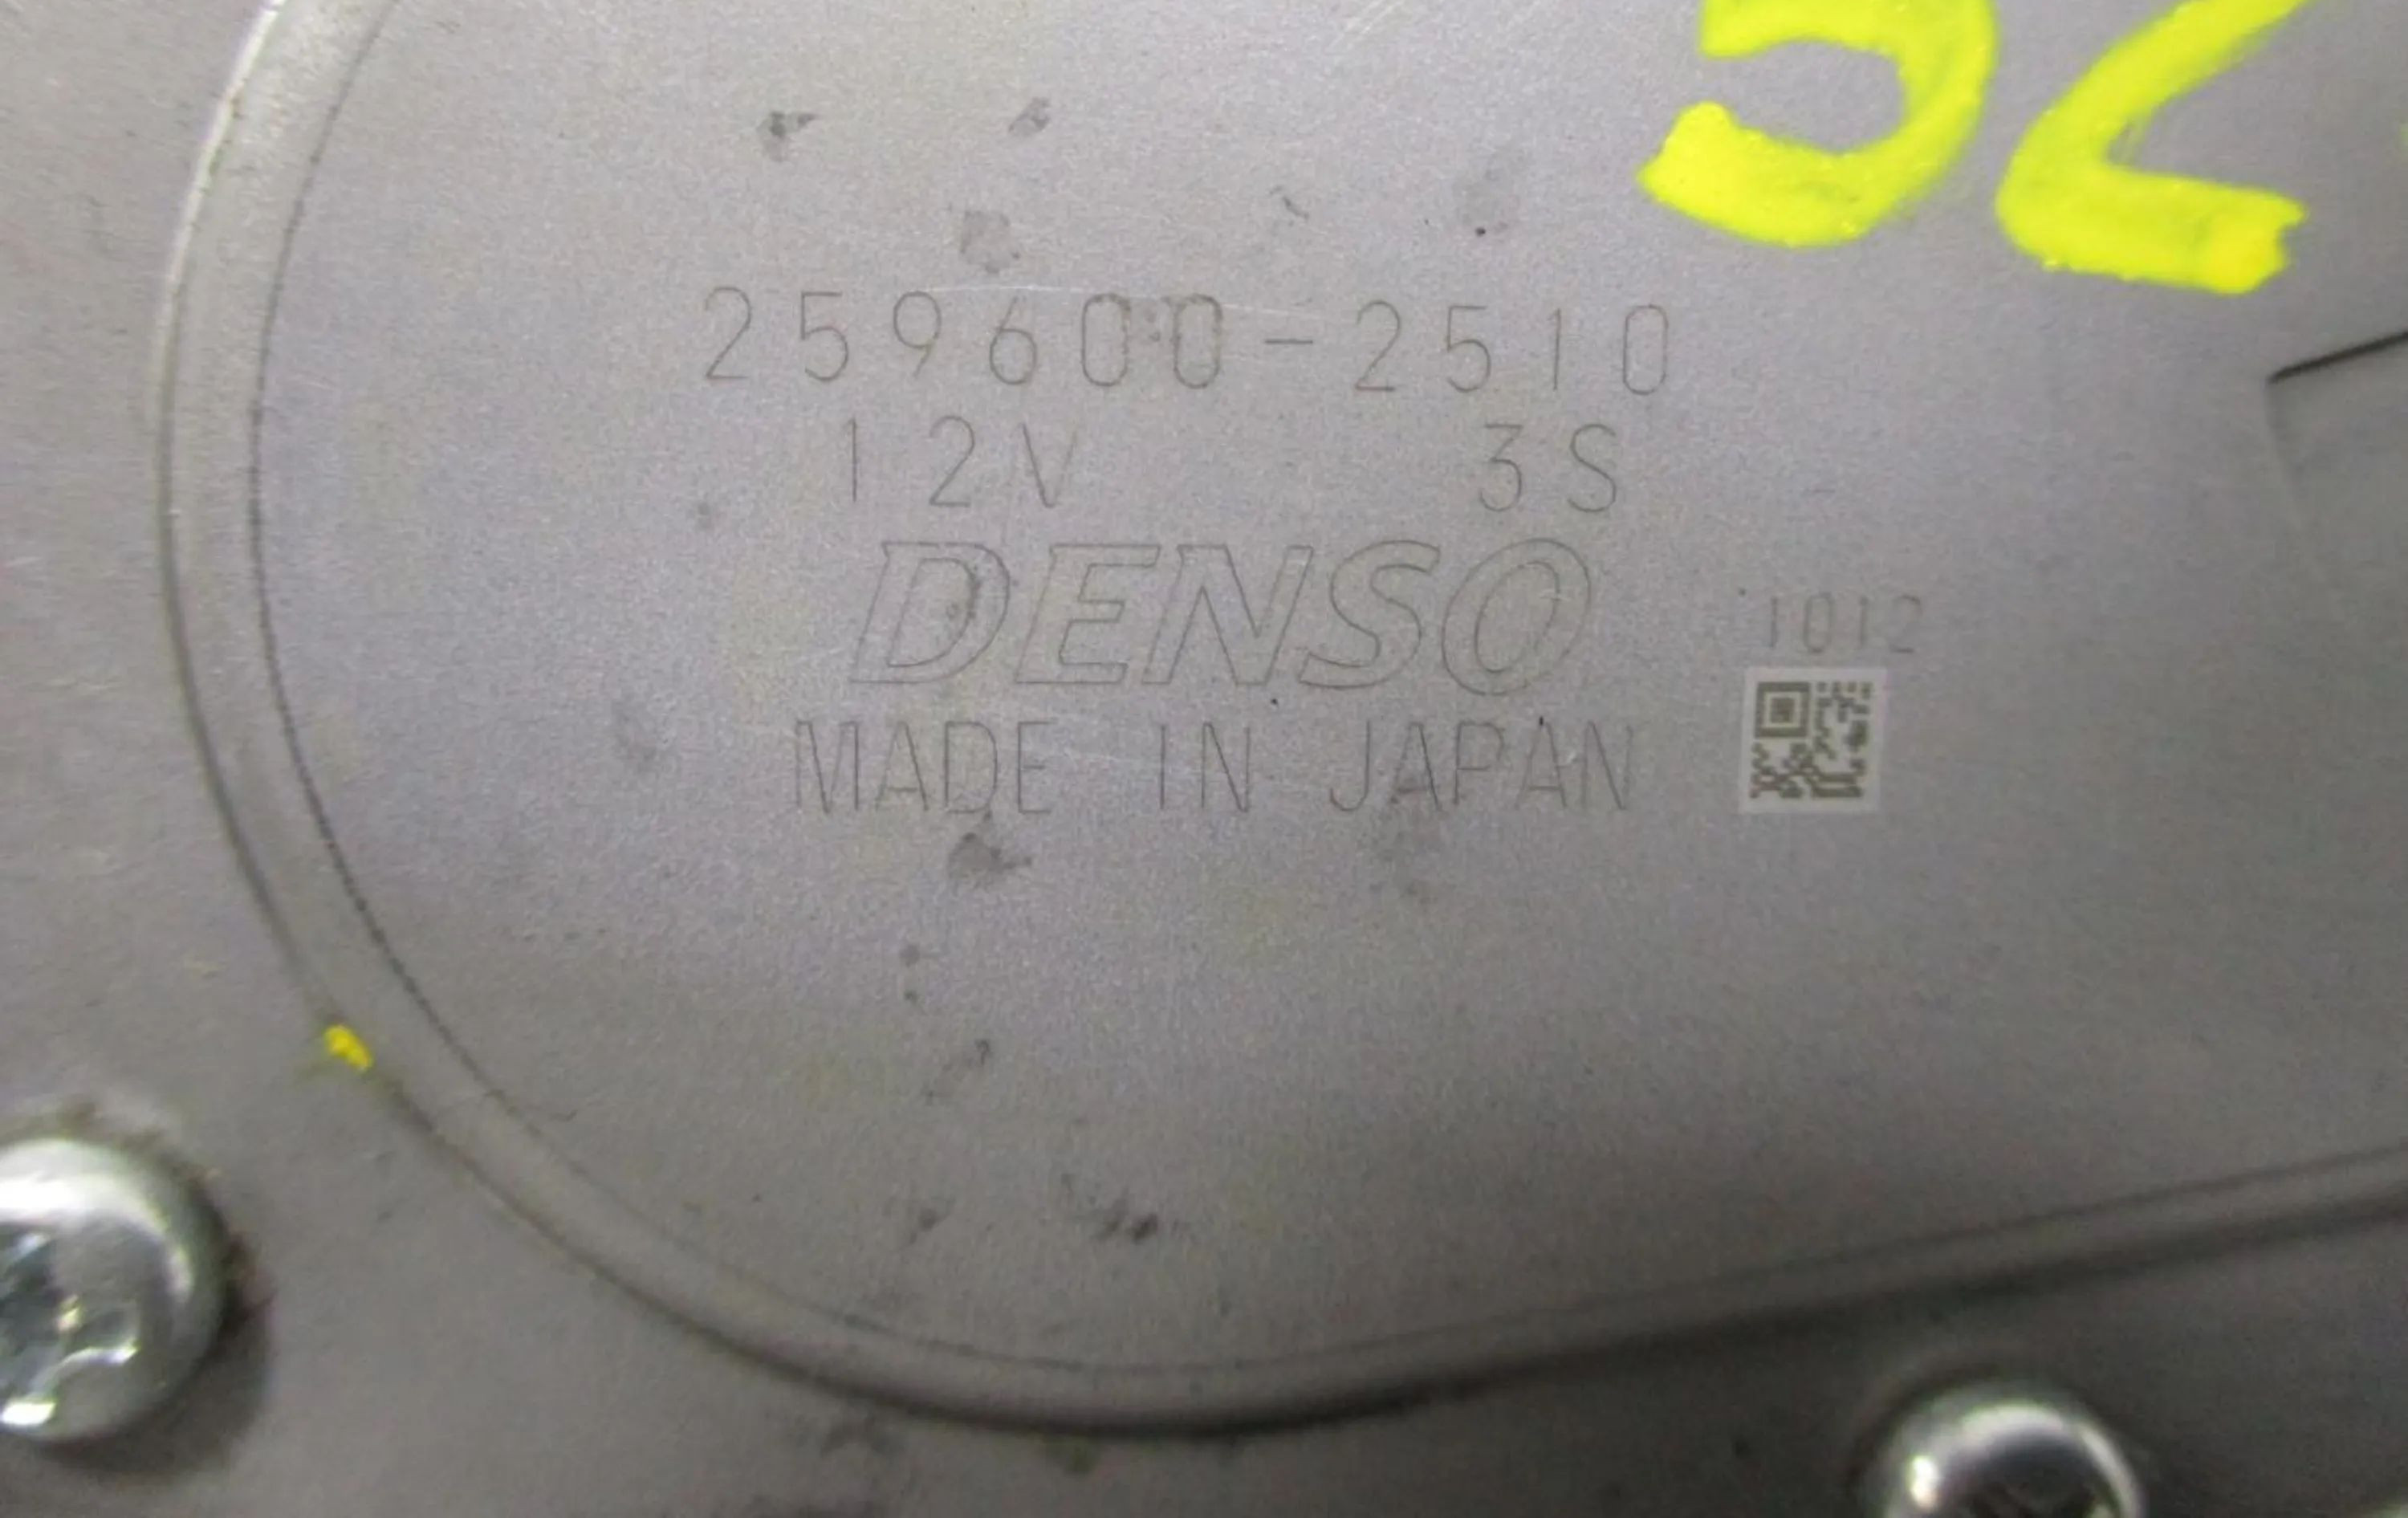 259600-2510
12V 3S
DENSO
1012
MADE IN JAPAN